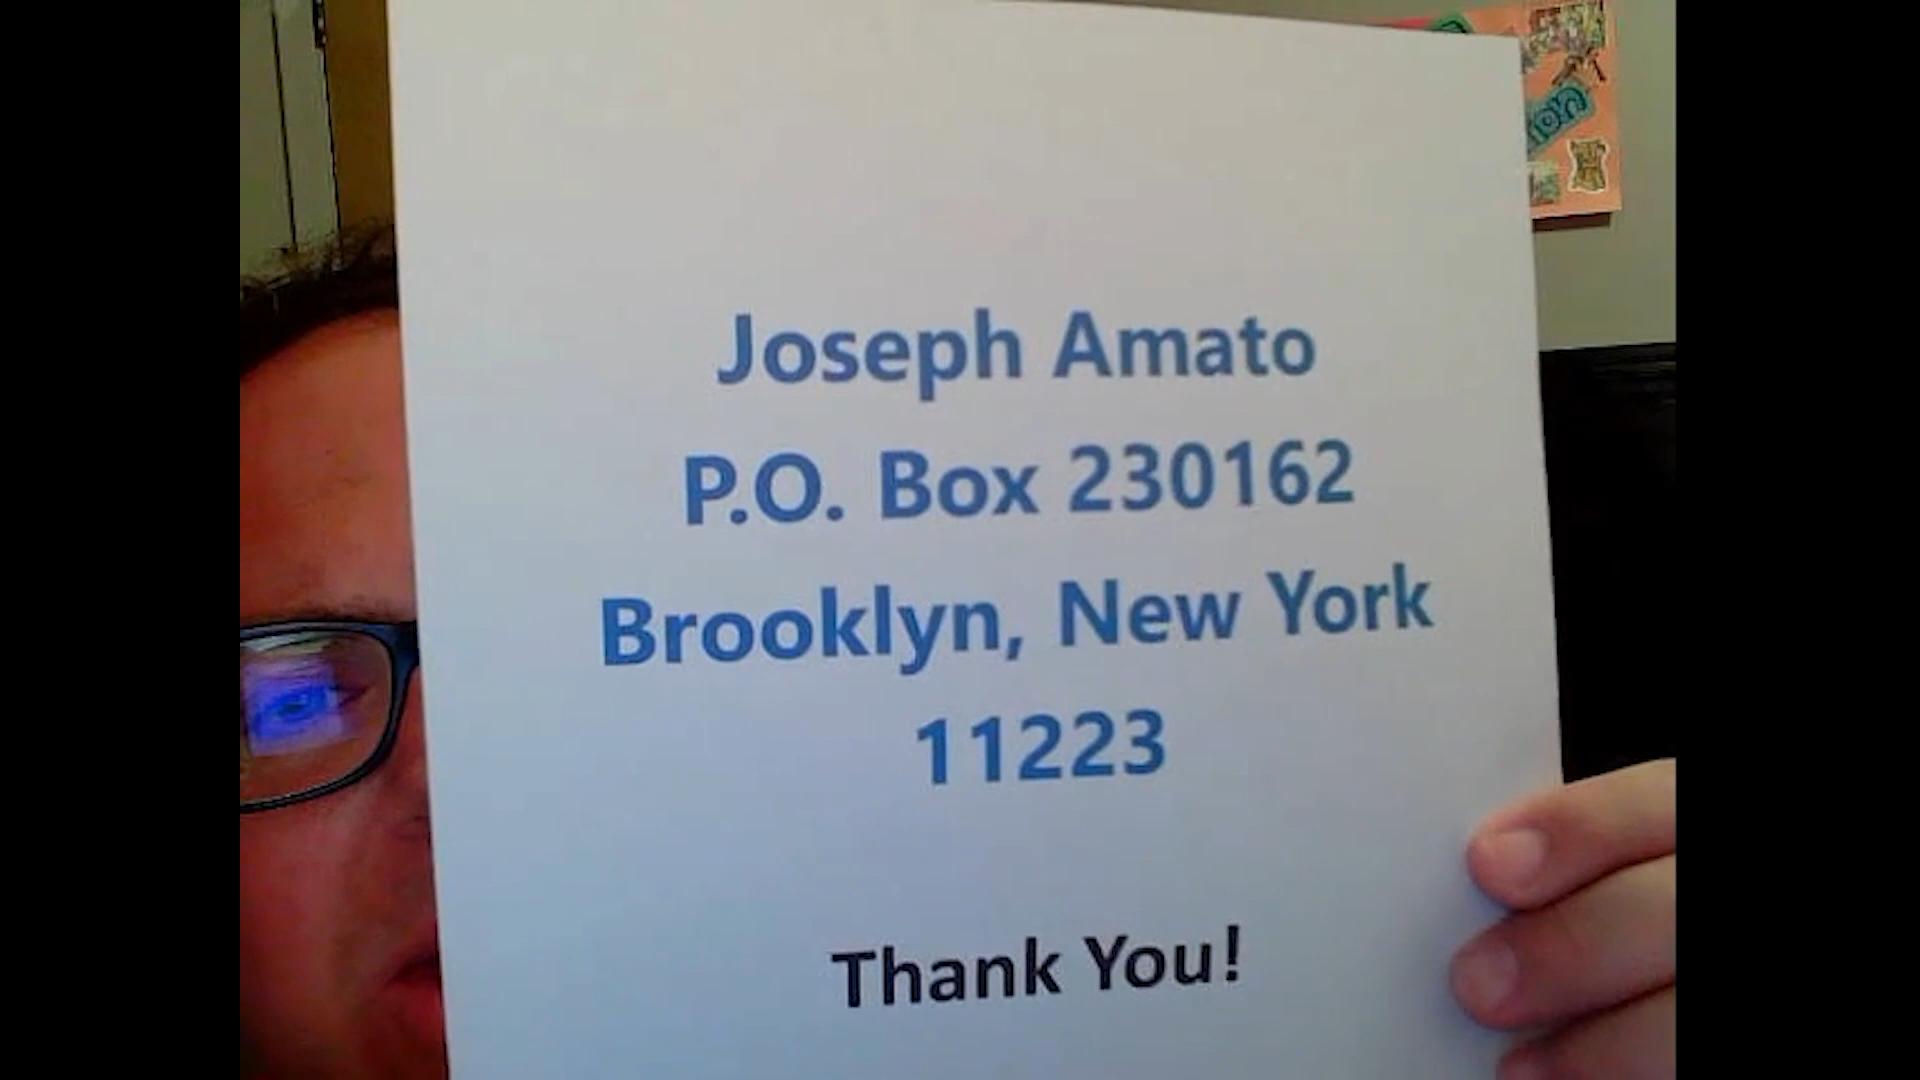 Joseph Amato
P.O. Box 230162
Brooklyn, New York
11223
Thank You!